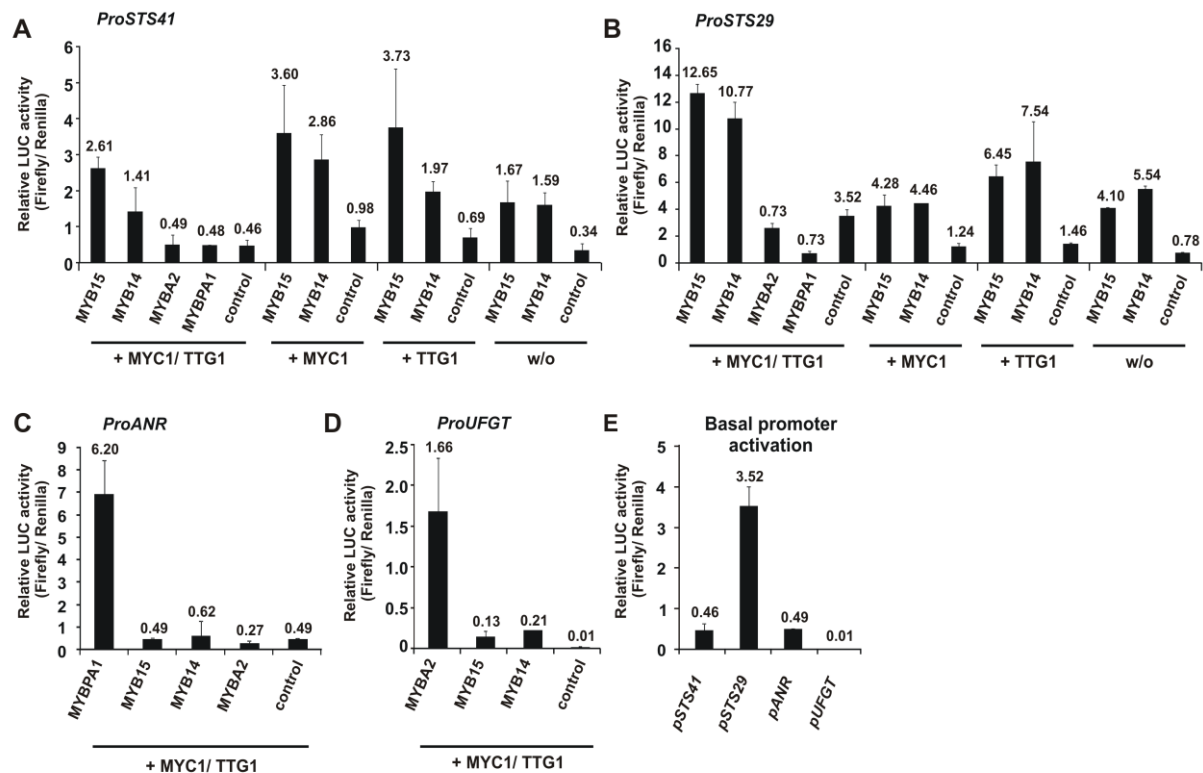 A
ProSTS41
Relative LUC activity
(Firefly/ Renilla)
6
5
4
3
2
1
0
2.61
1.41
0.49
0.48
0.46
3.60
2.86
0.98
3.73
1.97
0.69
1.67
1.59
0.34
MYB15
MYB14
MYBA2
MYBPA1
control
MYB15
MYB14
control
MYB15
MYB14
control
MYB15
MYB14
control
+ MYC1/ TTG1
+ MYC1
+ TTG1
w/o
B
ProSTS29
Relative LUC activity
(Firefly/ Renilla)
16
14
12
10
8
6
4
2
0
12.65
10.77
0.73
0.73
3.52
4.28
4.46
1.24
6.45
7.54
1.46
4.10
5.54
0.78
MYB15
MYB14
MYBA2
MYBPA1
control
MYB15
MYB14
control
MYB15
MYB14
control
MYB15
MYB14
control
+ MYC1/ TTG1
+ MYC1
+ TTG1
w/o
C
ProANR
Relative LUC activity
(Firefly/ Renilla)
9
8
7
6
5
4
3
2
1
0
6.20
0.49
0.62
0.27
0.49
MYBPA1
MYB15
MYB14
MYBA2
control
+ MYC1/ TTG1
D
ProUFGT
Relative LUC activity
(Firefly/ Renilla)
2.5
2.0
1.5
1.0
0.5
0
1.66
0.13
0.21
0.01
MYBA2
MYB15
MYB14
control
+ MYC1/ TTG1
E
Basal promoter
activation
Relative LUC activity
(Firefly/ Renilla)
5
4
3
2
1
0
0.46
3.52
0.49
0.01
pSTS41
pSTS29
pANR
pUFGT